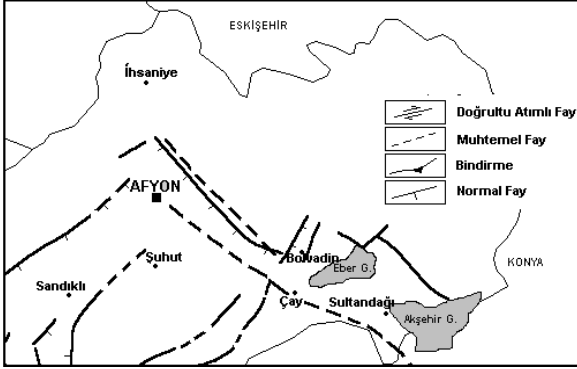 ESKİŞEHİR
İhsaniye
Doğrultu Atımlı Fay
Muhtemel Fay
Bindirme
Normal Fay
AFYON
Bolvadin
Şuhut
Eber G.
KONYA
Sandıklı
Çay
Sultandağı
Akşehir G.